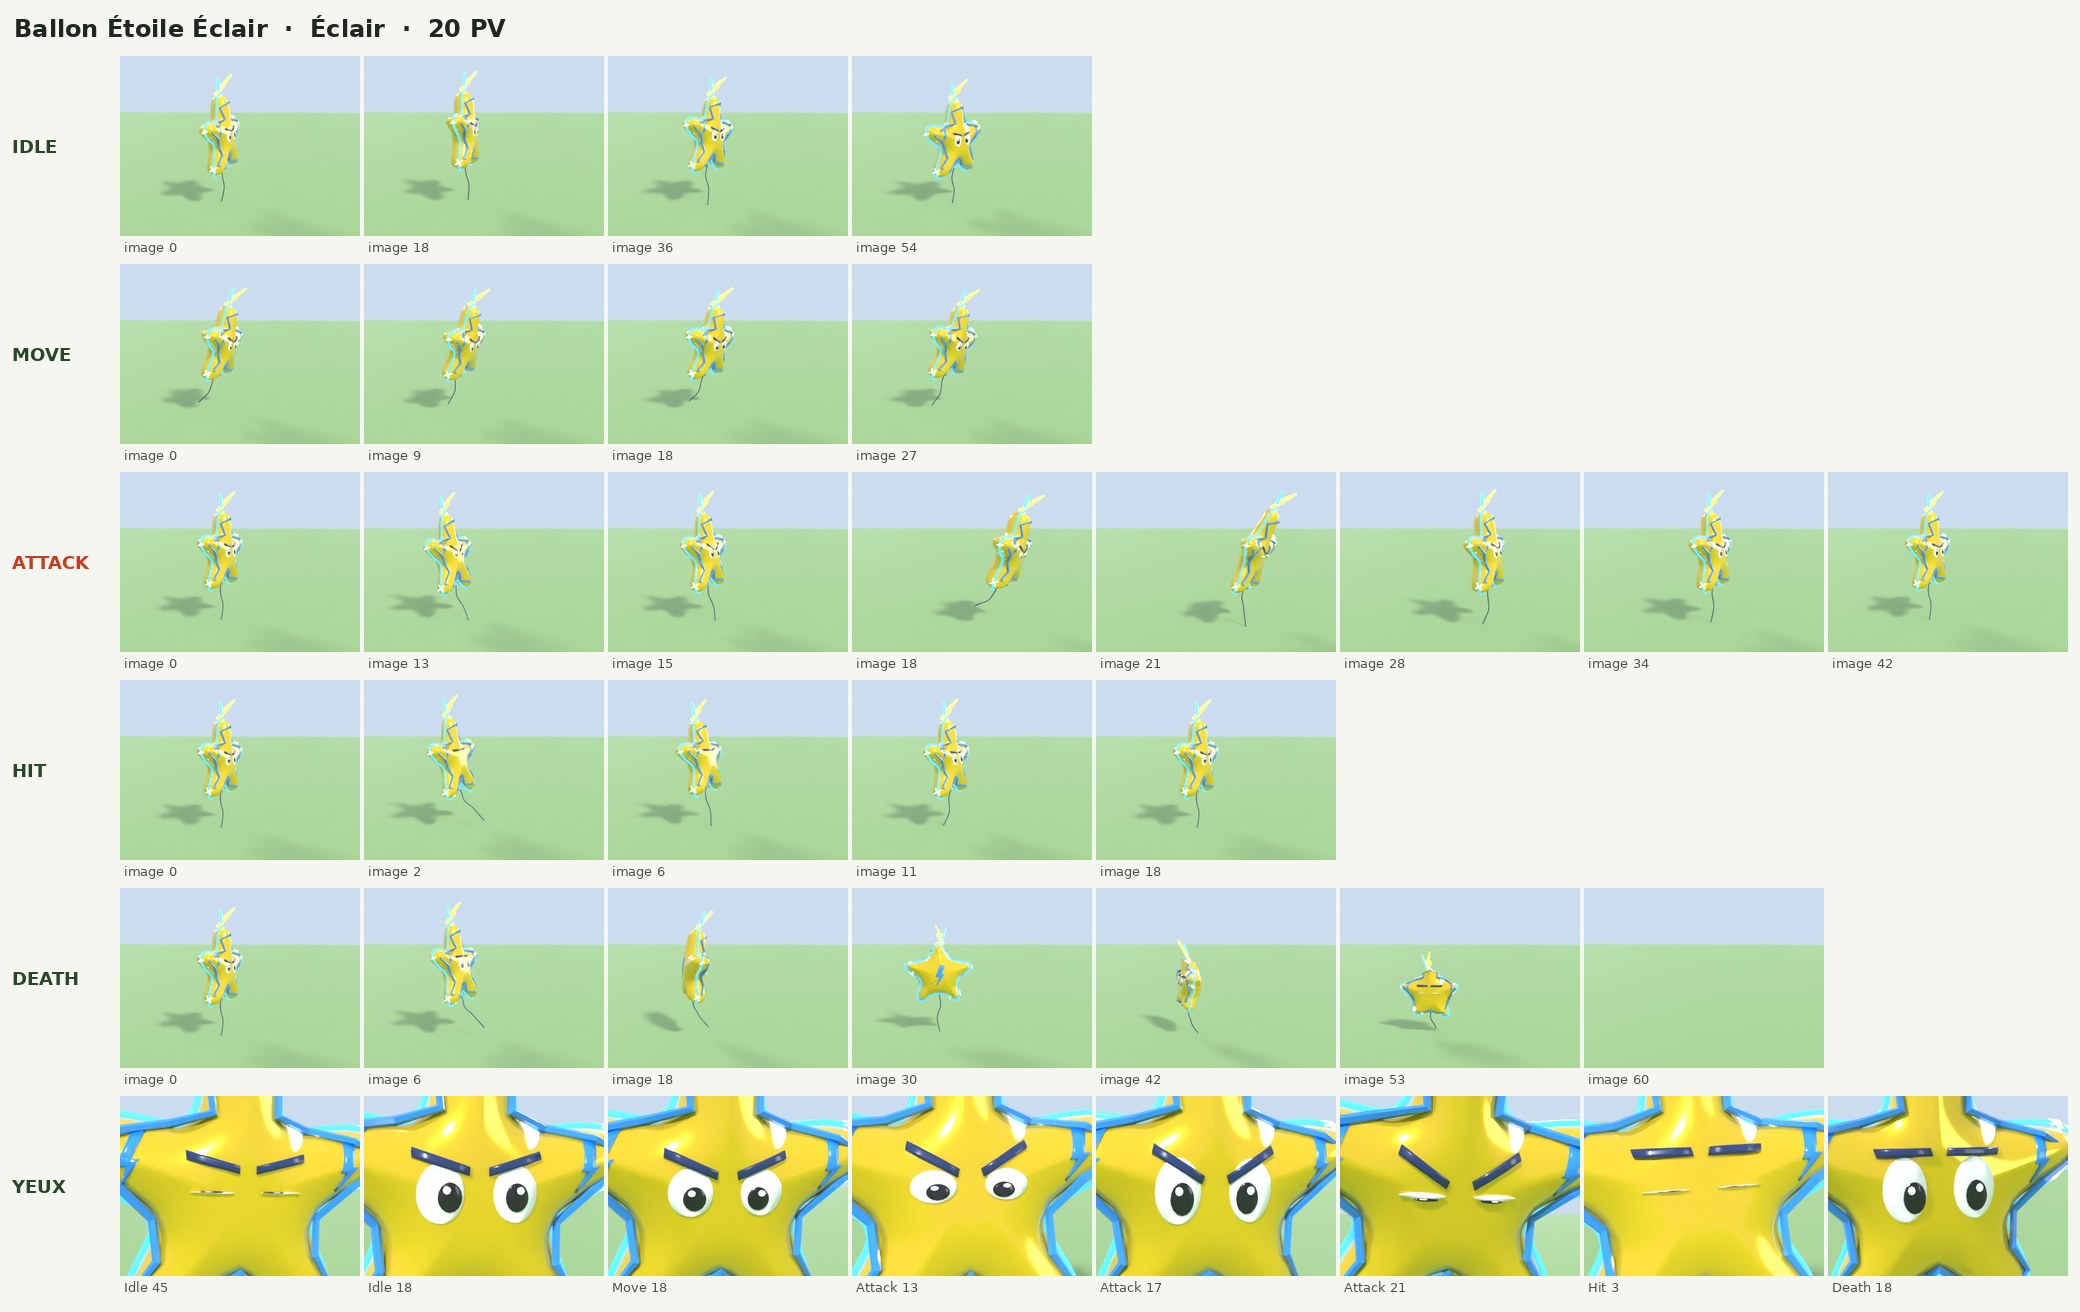 Ballon Étoile Éclair · Éclair · 20 PV
IDLE
image 0 image 18 image 36 image 54
MOVE
image 0 image 9 image 18 image 27
ATTACK
image 0 image 13 image 15 image 18 image 21 image 28 image 34 image 42
HIT
image 0 image 2 image 6 image 11 image 18
DEATH
image 0 image 6 image 18 image 30 image 42 image 53 image 60
YEUX
Idle 45 Idle 18 Move 18 Attack 13 Attack 17 Attack 21 Hit 3 Death 18